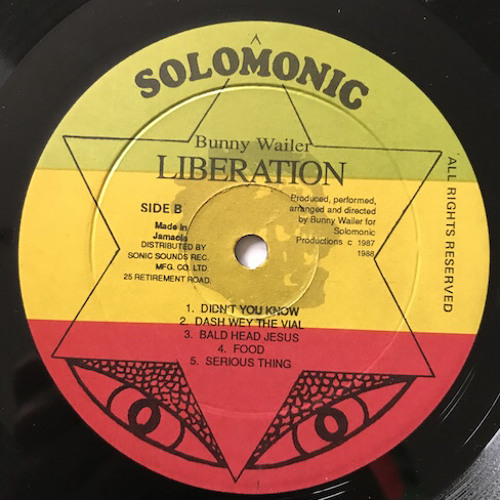 SOLOMONIC
Bunny Wailer
LIBERATION
SIDE B
Made in
Jamaica
DISTRIBUTED BY
SONIC SOUNDS REC.
MFG. CO. LTD.
25 RETIREMENT ROAD.
Produced, performed,
arranged and directed
by Bunny Wailer for
Solomonic
Productions c 1987
1988
ALL RIGHTS RESERVED
1. DIDN'T YOU KNOW
2. DASH WEY THE VIAL
3. BALD HEAD JESUS
4. FOOD
5. SERIOUS THING